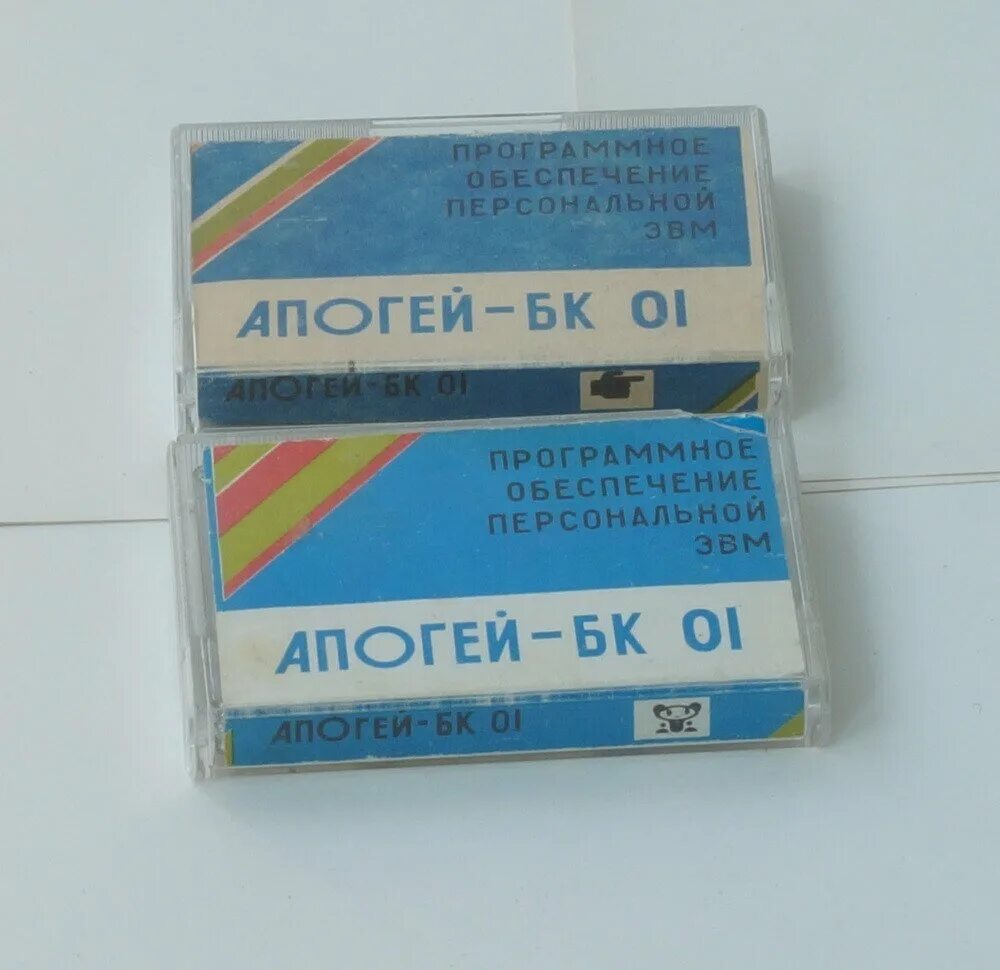 ПРОГРАММНОЕ
ОБЕСПЕЧЕНИЕ
ПЕРСОНАЛЬНОЙ
ЭВМ
АПОГЕЙ-БК 01
АПОГЕЙ-БК 01
ПРОГРАММНОЕ
ОБЕСПЕЧЕНИЕ
ПЕРСОНАЛЬНОЙ
ЭВМ
АПОГЕЙ-БК 01
АПОГЕЙ-БК 01